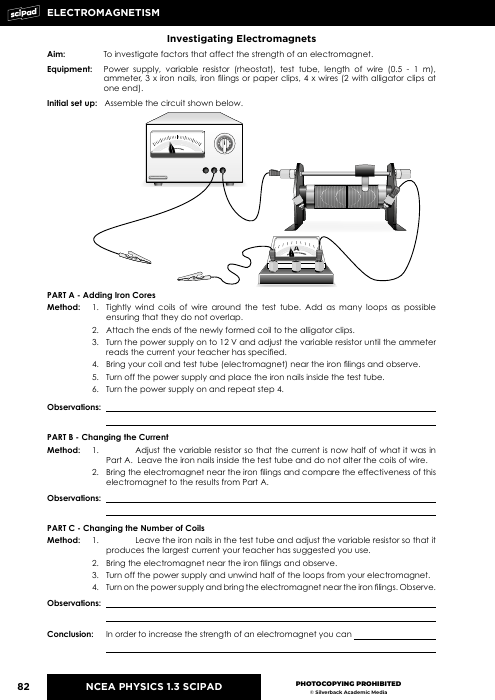 scipad ELECTROMAGNETISM
Investigating Electromagnets
Aim: To investigate factors that affect the strength of an electromagnet.
Equipment: Power supply, variable resistor (rheostat), test tube, length of wire (0.5 - 1 m),
ammeter, 3 x iron nails, iron filings or paper clips, 4 x wires (2 with alligator clips at
one end).
Initial set up: Assemble the circuit shown below.
A
PART A - Adding Iron Cores
Method: 1. Tightly wind coils of wire around the test tube. Add as many loops as possible
ensuring that they do not overlap.
2. Attach the ends of the newly formed coil to the alligator clips.
3. Turn the power supply on to 12 V and adjust the variable resistor until the ammeter
reads the current your teacher has specified.
4. Bring your coil and test tube (electromagnet) near the iron filings and observe.
5. Turn off the power supply and place the iron nails inside the test tube.
6. Turn the power supply on and repeat step 4.
Observations:
PART B - Changing the Current
Method: 1. Adjust the variable resistor so that the current is now half of what it was in
Part A. Leave the iron nails inside the test tube and do not alter the coils of wire.
2. Bring the electromagnet near the iron filings and compare the effectiveness of this
electromagnet to the results from Part A.
Observations:
PART C - Changing the Number of Coils
Method: 1. Leave the iron nails in the test tube and adjust the variable resistor so that it
produces the largest current your teacher has suggested you use.
2. Bring the electromagnet near the iron filings and observe.
3. Turn off the power supply and unwind half of the loops from your electromagnet.
4. Turn on the power supply and bring the electromagnet near the iron filings. Observe.
Observations:
Conclusion: In order to increase the strength of an electromagnet you can
82 NCEA PHYSICS 1.3 SCIPAD PHOTOCOPYING PROHIBITED
© Silverback Academic Media